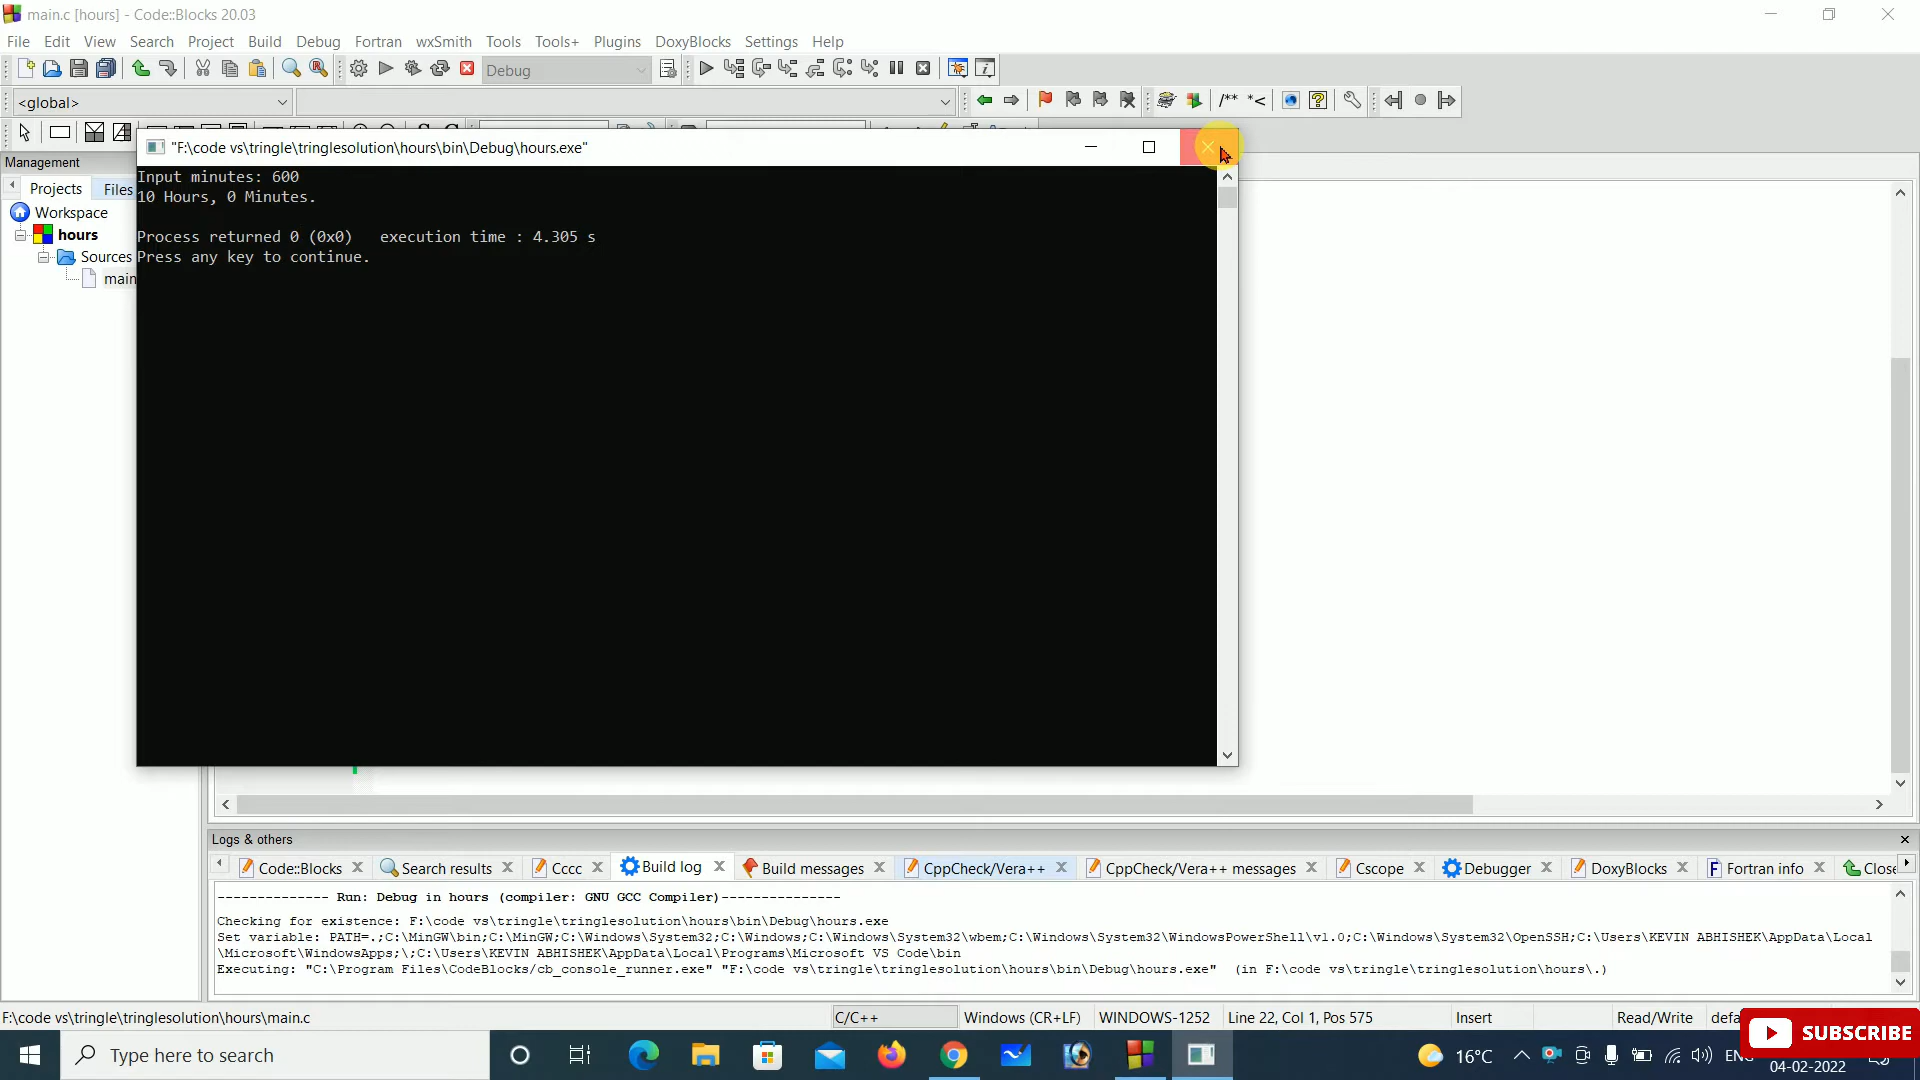 main.c [hours] - Code::Blocks 20.03
File Edit View Search Project Build Debug Fortran wxSmith Tools Tools+ Plugins DoxyBlocks Settings Help
Debug
<global>
/** *<
"F:\code vs\tringle\tringlesolution\hours\bin\Debug\hours.exe"
Management
Projects Files
Workspace
hours
Sources
main
Input minutes: 600
10 Hours, 0 Minutes.
Process returned 0 (0x0) execution time : 4.305 s
Press any key to continue.
Logs & others
Code::Blocks Search results Cccc Build log Build messages CppCheck/Vera++ CppCheck/Vera++ messages Cscope Debugger DoxyBlocks Fortran info Close
-------------- Run: Debug in hours (compiler: GNU GCC Compiler)---------------
Checking for existence: F:\code vs\tringle\tringlesolution\hours\bin\Debug\hours.exe
Set variable: PATH=.;C:\MinGW\bin;C:\MinGW;C:\Windows\System32;C:\Windows;C:\Windows\System32\wbem;C:\Windows\System32\WindowsPowerShell\v1.0;C:\Windows\System32\OpenSSH;C:\Users\KEVIN ABHISHEK\AppData\Local
\Microsoft\WindowsApps;\;C:\Users\KEVIN ABHISHEK\AppData\Local\Programs\Microsoft VS Code\bin
Executing: "C:\Program Files\CodeBlocks/cb_console_runner.exe" "F:\code vs\tringle\tringlesolution\hours\bin\Debug\hours.exe" (in F:\code vs\tringle\tringlesolution\hours\.)
F:\code vs\tringle\tringlesolution\hours\main.c C/C++ Windows (CR+LF) WINDOWS-1252 Line 22, Col 1, Pos 575 Insert Read/Write defa
SUBSCRIBE
Type here to search
16°C ENG
04-02-2022